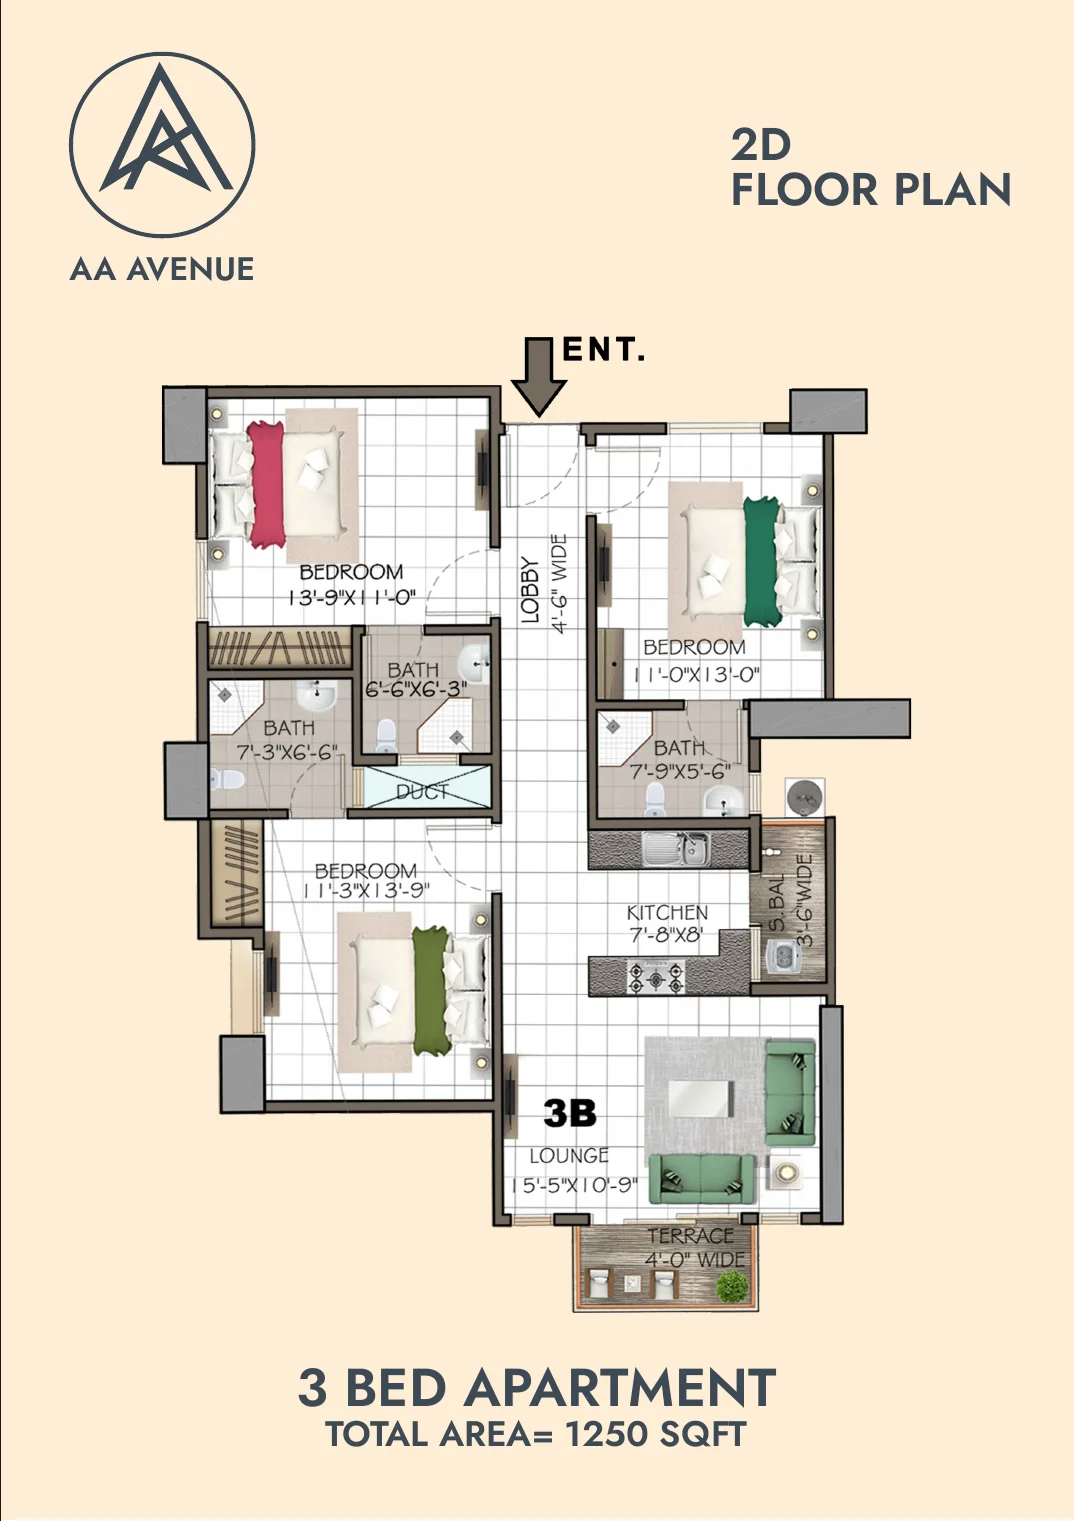 AA AVENUE
2D
FLOOR PLAN
ENT.
BEDROOM
13'-9"X11'-0"
LOBBY
4'-6" WIDE
BEDROOM
11'-0"X13'-0"
BATH
6'-6"X6'-3"
BATH
7'-3"X6'-6"
DUCT
BATH
7'-9"X5'-6"
BEDROOM
11'-3"X13'-9"
KITCHEN
7'-8"X8'
S. BAL
3'-6"WIDE
3B
LOUNGE
15'-5"X10'-9"
TERRACE
4'-0" WIDE
3 BED APARTMENT
TOTAL AREA= 1250 SQFT